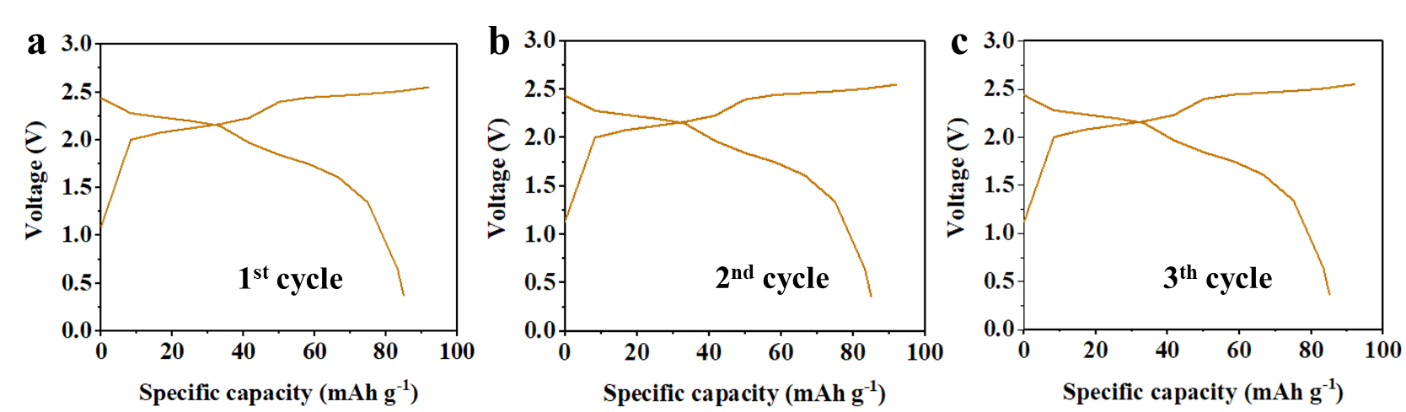 a
3.0
2.5
2.0
1.5
1.0
0.5
0.0
Voltage (V)
1st cycle
0 20 40 60 80 100
Specific capacity (mAh g-1)
b
3.0
2.5
2.0
1.5
1.0
0.5
0.0
Voltage (V)
2nd cycle
0 20 40 60 80 100
Specific capacity (mAh g-1)
c
3.0
2.5
2.0
1.5
1.0
0.5
0.0
Voltage (V)
3th cycle
0 20 40 60 80 100
Specific capacity (mAh g-1)